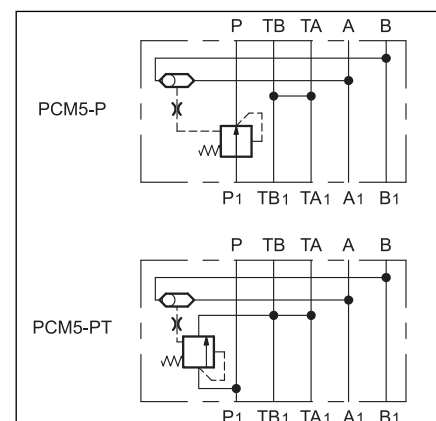 P TB TA A B
PCM5-P
P1 TB1 TA1 A1 B1
P TB TA A B
PCM5-PT
P1 TB1 TA1 A1 B1